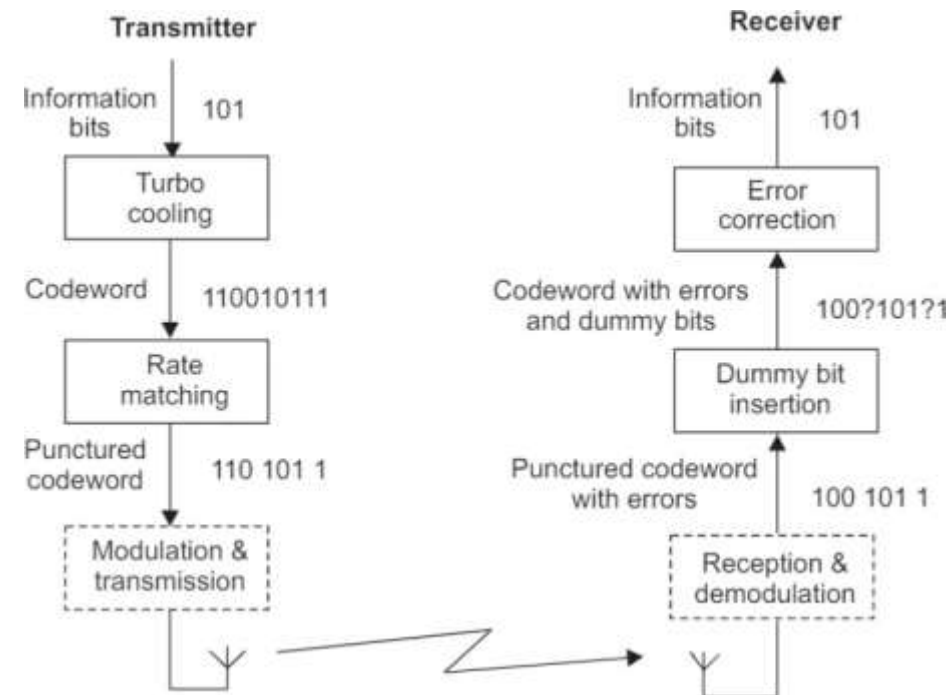 Transmitter
Information
bits
101
Turbo
cooling
Codeword
110010111
Rate
matching
Punctured
codeword
110 101 1
Modulation &
transmission
Receiver
Information
bits
101
Error
correction
Codeword with errors
and dummy bits
100?101?1
Dummy bit
insertion
Punctured codeword
with errors
100 101 1
Reception &
demodulation